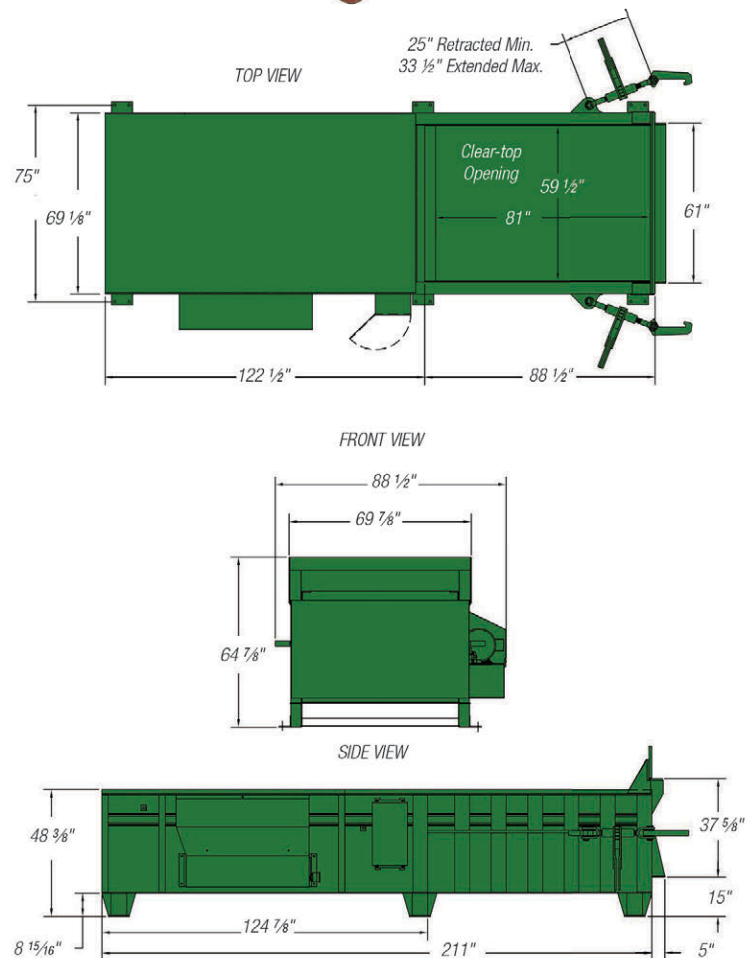 25" Retracted Min.
33 ½" Extended Max.
TOP VIEW
Clear-top
Opening
75"
59 ½"
69 ⅛"
81"
61"
122 ½"
88 ½"
FRONT VIEW
88 ½"
69 ⅞"
64 ⅞"
SIDE VIEW
48 ⅜"
37 ⅝"
15"
124 ⅞"
8 15/16"
211"
5"